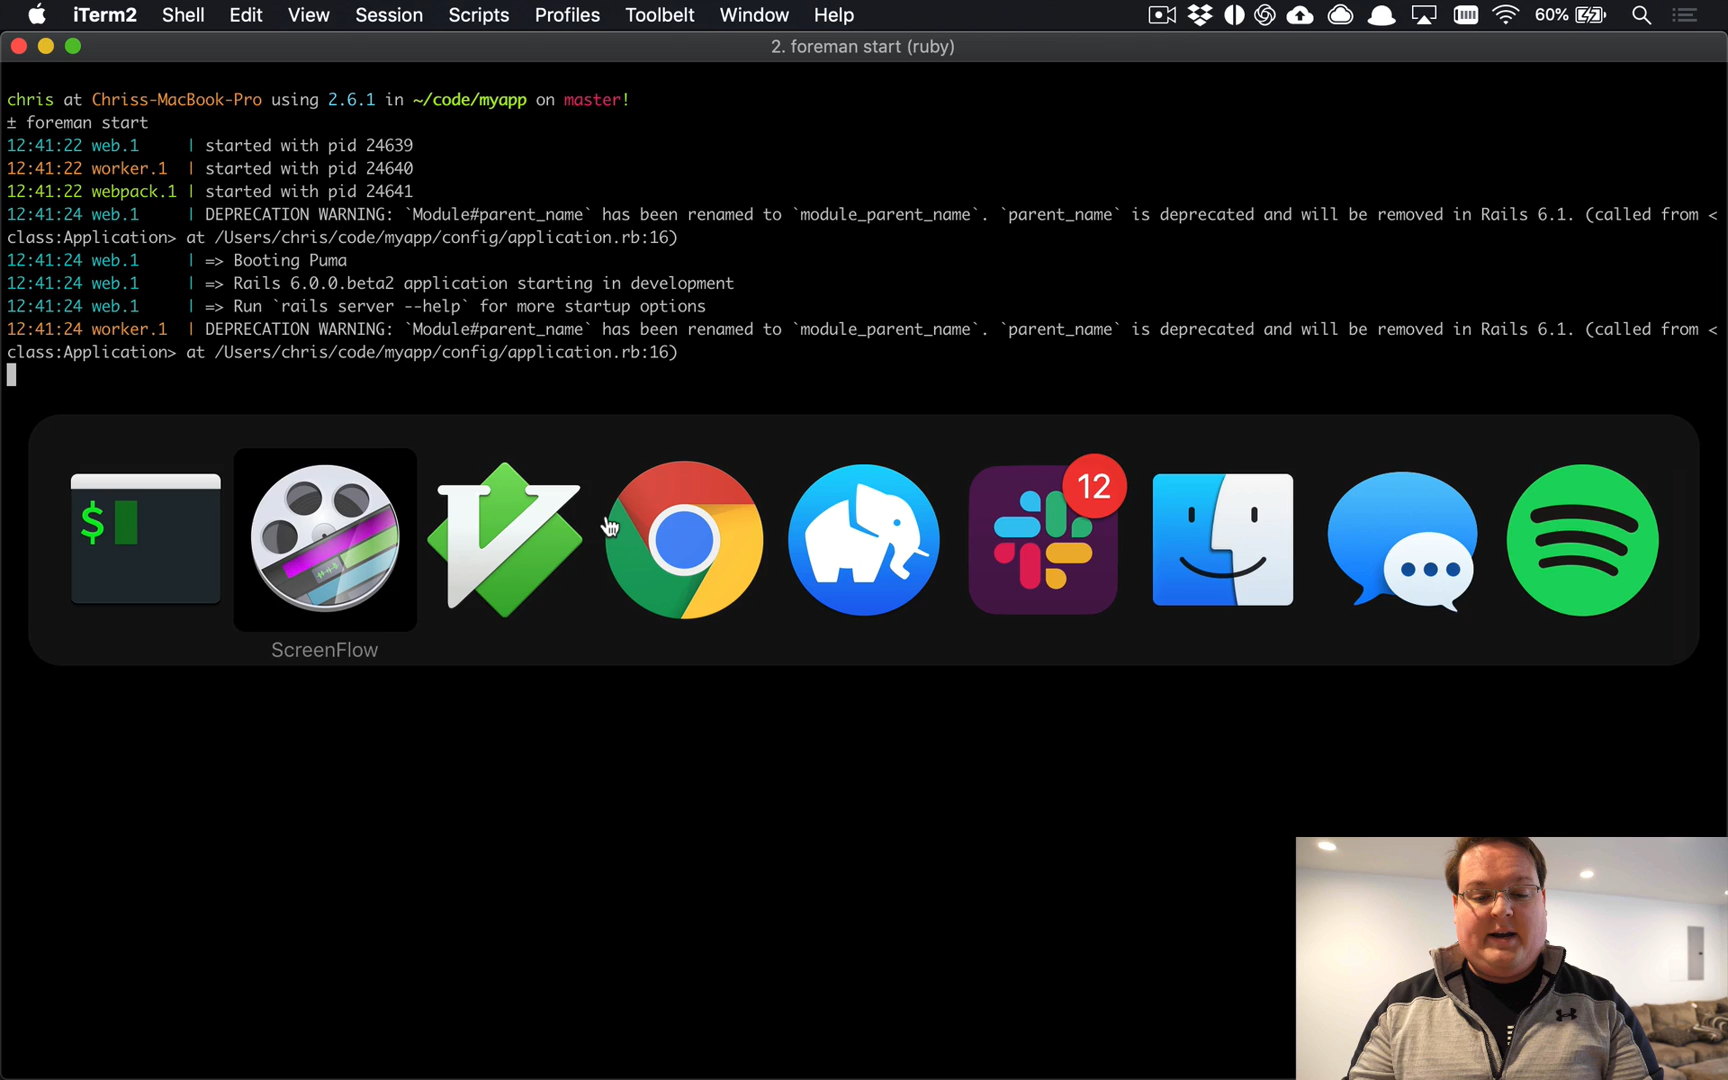 iTerm2 Shell Edit View Session Scripts Profiles Toolbelt Window Help 60%
2. foreman start (ruby)
chris at Chriss-MacBook-Pro using 2.6.1 in ~/code/myapp on master!
± foreman start
12:41:22 web.1 | started with pid 24639
12:41:22 worker.1 | started with pid 24640
12:41:22 webpack.1 | started with pid 24641
12:41:24 web.1 | DEPRECATION WARNING: `Module#parent_name` has been renamed to `module_parent_name`. `parent_name` is deprecated and will be removed in Rails 6.1. (called from <
class:Application> at /Users/chris/code/myapp/config/application.rb:16)
12:41:24 web.1 | => Booting Puma
12:41:24 web.1 | => Rails 6.0.0.beta2 application starting in development
12:41:24 web.1 | => Run `rails server --help` for more startup options
12:41:24 worker.1 | DEPRECATION WARNING: `Module#parent_name` has been renamed to `module_parent_name`. `parent_name` is deprecated and will be removed in Rails 6.1. (called from <
class:Application> at /Users/chris/code/myapp/config/application.rb:16)
$
12
ScreenFlow